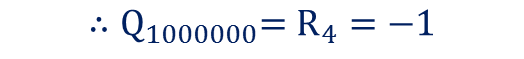 ∴ Q₁₀₀₀₀₀₀= R₄ = −1